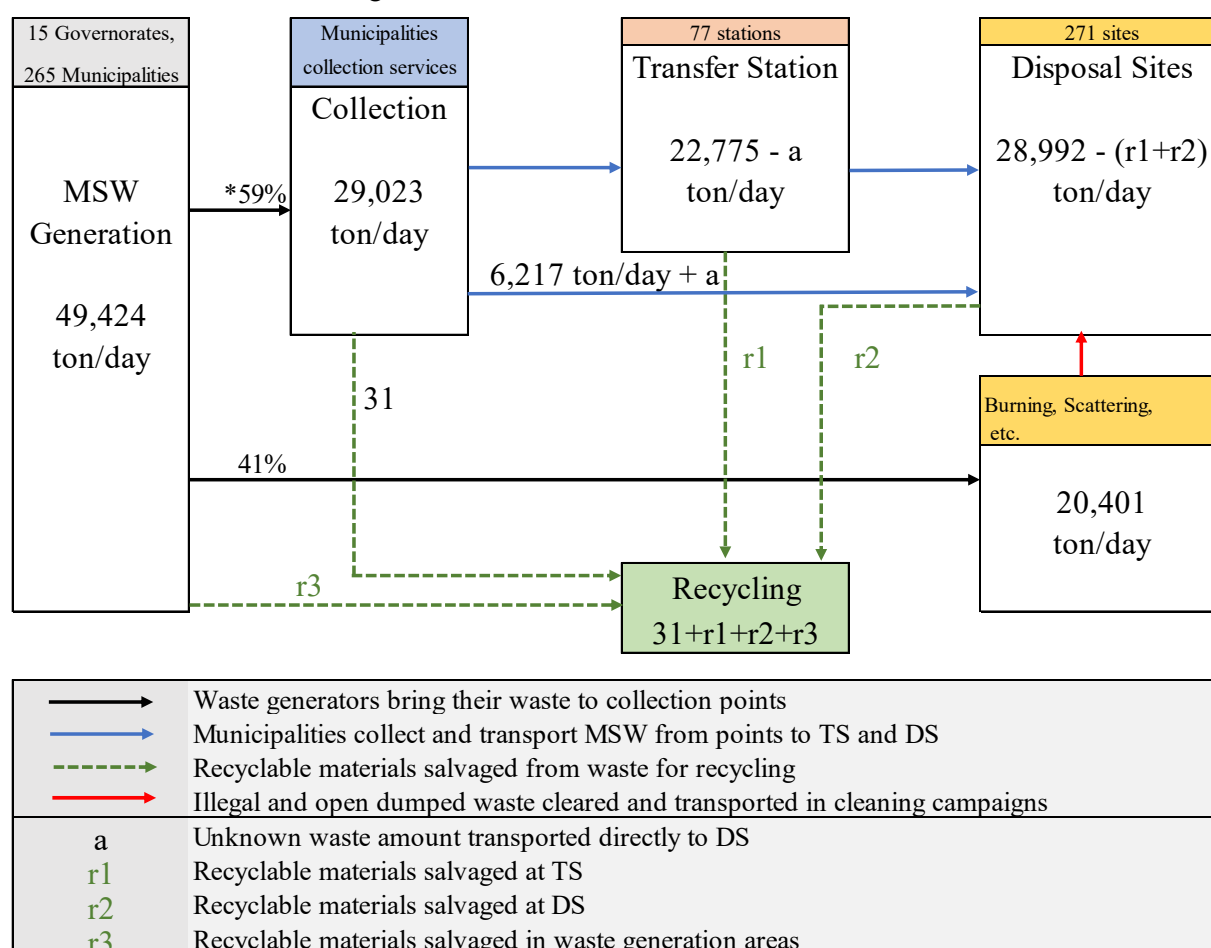 15 Governorates,
265 Municipalities
MSW
Generation
49,424
ton/day
*59%
41%
r3
Municipalities
collection services
Collection
29,023
ton/day
31
6,217 ton/day + a
77 stations
Transfer Station
22,775 - a
ton/day
r1
r2
271 sites
Disposal Sites
28,992 - (r1+r2)
ton/day
Burning, Scattering,
etc.
20,401
ton/day
Recycling
31+r1+r2+r3
Waste generators bring their waste to collection points
Municipalities collect and transport MSW from points to TS and DS
Recyclable materials salvaged from waste for recycling
Illegal and open dumped waste cleared and transported in cleaning campaigns
a Unknown waste amount transported directly to DS
r1 Recyclable materials salvaged at TS
r2 Recyclable materials salvaged at DS
r3 Recyclable materials salvaged in waste generation areas